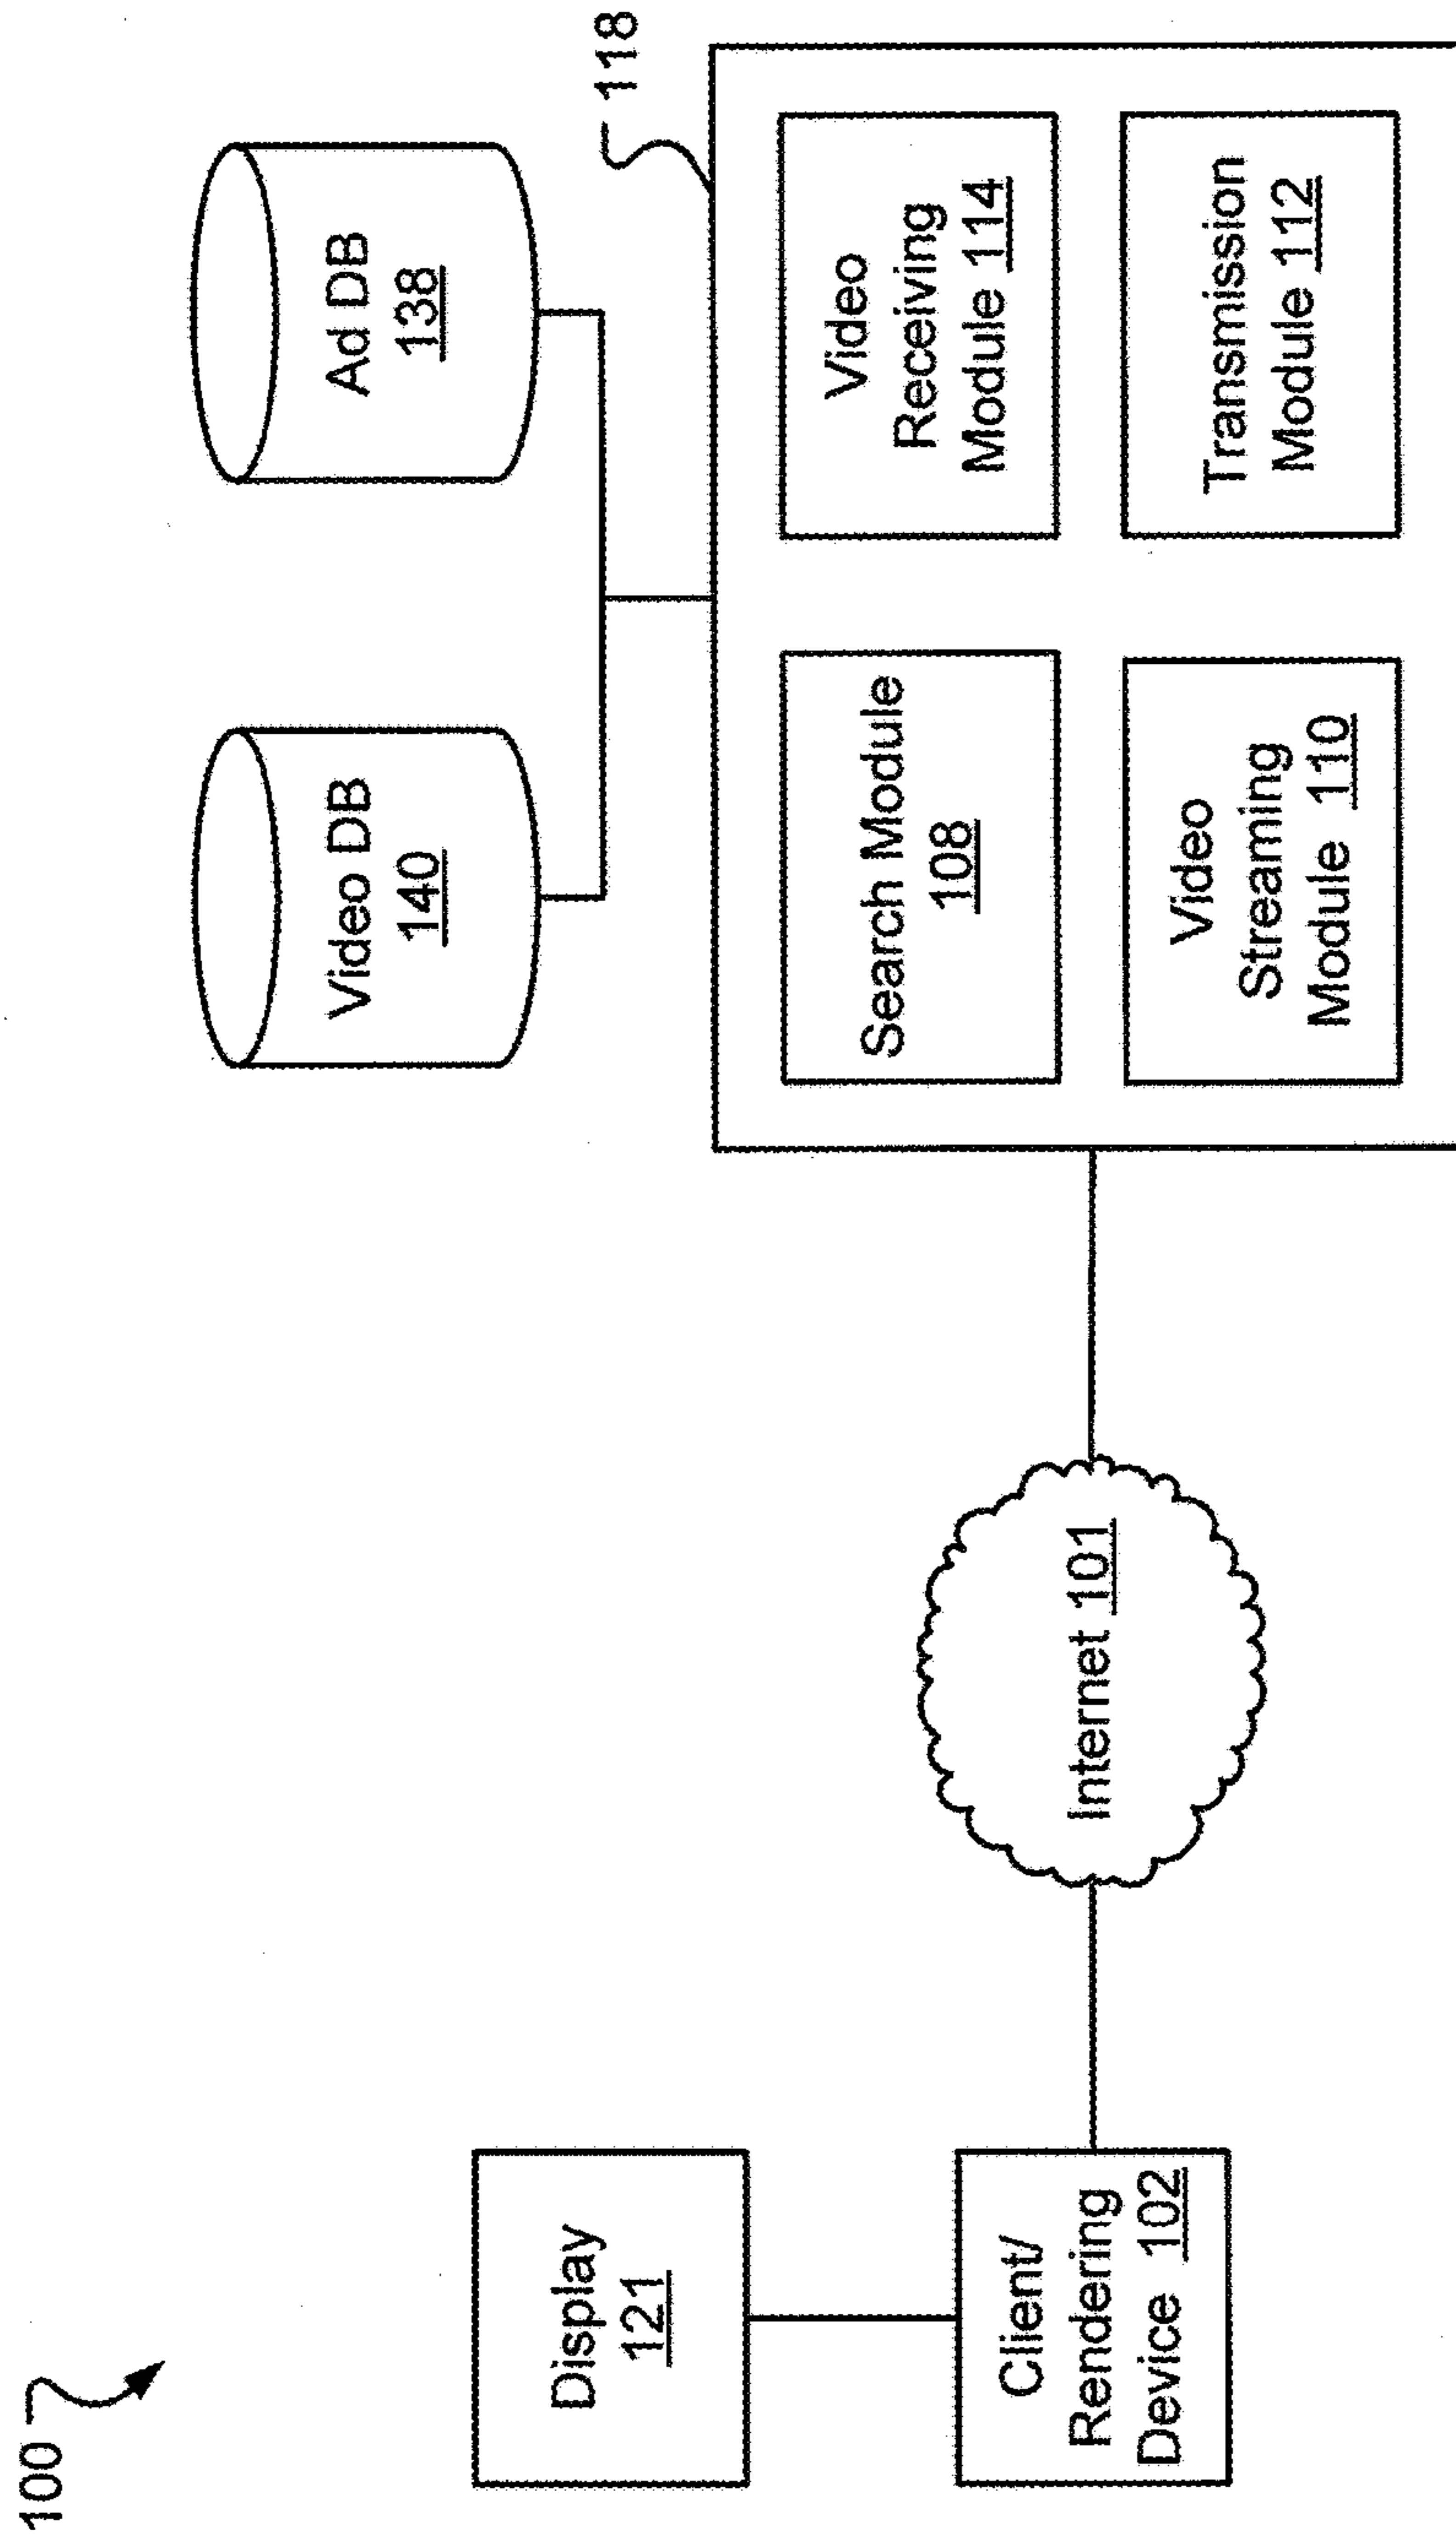 100
Video DB
140
Ad DB
138
118
Display
121
Client/
Rendering
Device 102
Internet 101
Search Module
108
Video
Receiving
Module 114
Video
Streaming
Module 110
Transmission
Module 112